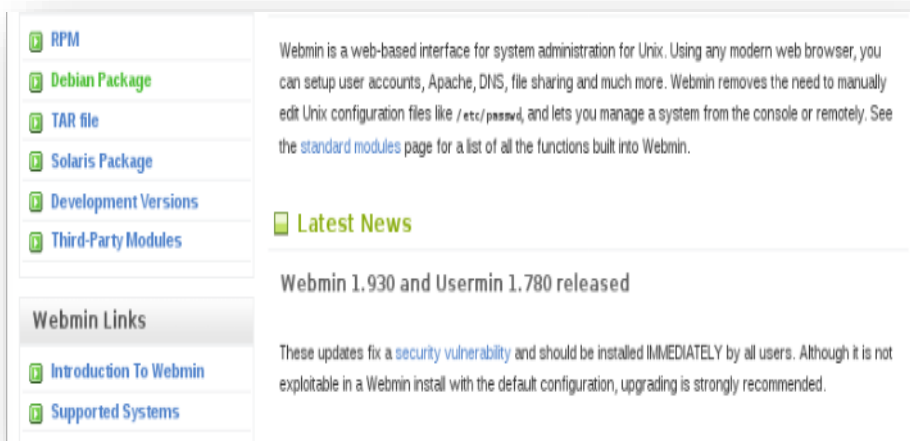 RPM
Debian Package
TAR file
Solaris Package
Development Versions
Third-Party Modules
Webmin Links
Introduction To Webmin
Supported Systems
Webmin is a web-based interface for system administration for Unix. Using any modern web browser, you
can setup user accounts, Apache, DNS, file sharing and much more. Webmin removes the need to manually
edit Unix configuration files like /etc/passwd, and lets you manage a system from the console or remotely. See
the standard modules page for a list of all the functions built into Webmin.
Latest News
Webmin 1.930 and Usermin 1.780 released
These updates fix a security vulnerability and should be installed IMMEDIATELY by all users. Although it is not
exploitable in a Webmin install with the default configuration, upgrading is strongly recommended.